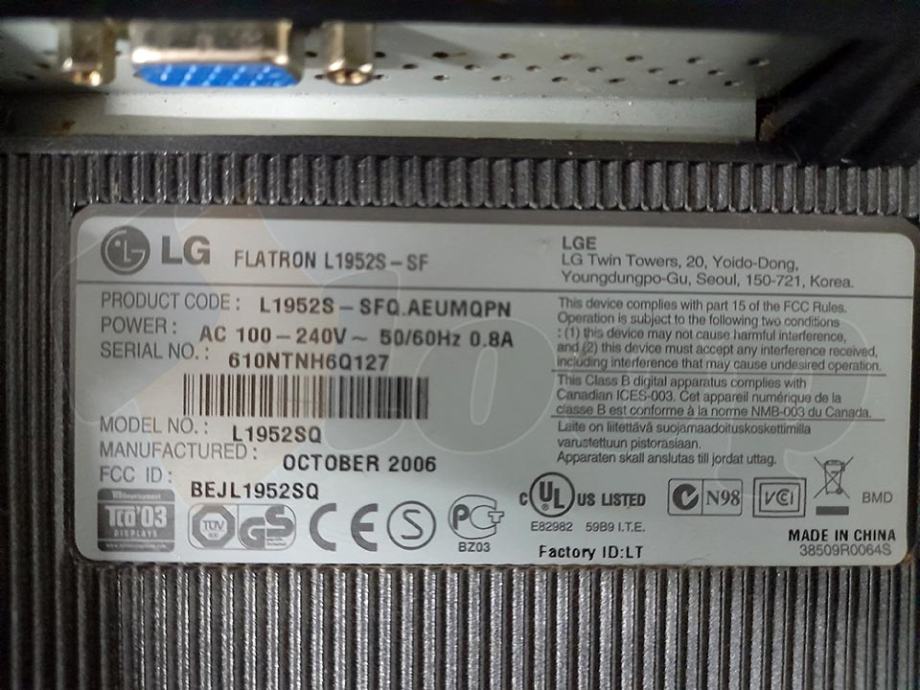 LG FLATRON L1952S-SF
LGE
LG Twin Towers, 20, Yoido-Dong,
Youngdungpo-Gu, Seoul, 150-721, Korea.
PRODUCT CODE : L1952S-SFQ.AEUMQPN
POWER : AC 100-240V~ 50/60Hz 0.8A
SERIAL NO. : 610NTNH6Q127
MODEL NO. : L1952SQ
MANUFACTURED : OCTOBER 2006
FCC ID : BEJL1952SQ
This device complies with part 15 of the FCC Rules.
Operation is subject to the following two conditions
: (1) this device may not cause harmful interference,
and (2) this device must accept any interference received,
including interference that may cause undesired operation.
This Class B digital apparatus complies with
Canadian ICES-003. Cet appareil numérique de la
classe B est conforme à la norme NMB-003 du Canada.
Laite on liitettävä suojamaadoituskoskettimilla
varustettuun pistorasiaan.
Apparaten skall anslutas till jordat uttag.
TCO'03
DISPLAYS
TÜV GS CE S PCT
BZ03
C UL US LISTED
E82982 59B9 I.T.E.
N98 VCI BMD
Factory ID:LT
MADE IN CHINA
38509R0064S